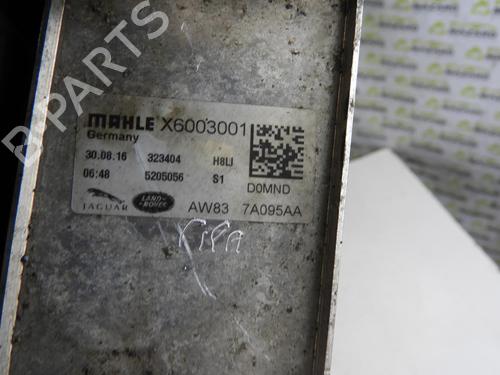 B PARTS
MAHLE X6003001
Germany
30.08.16 323404 H8LI
06:48 5205056 S1
D0MND
JAGUAR LAND- ROVER AW83 7A095AA